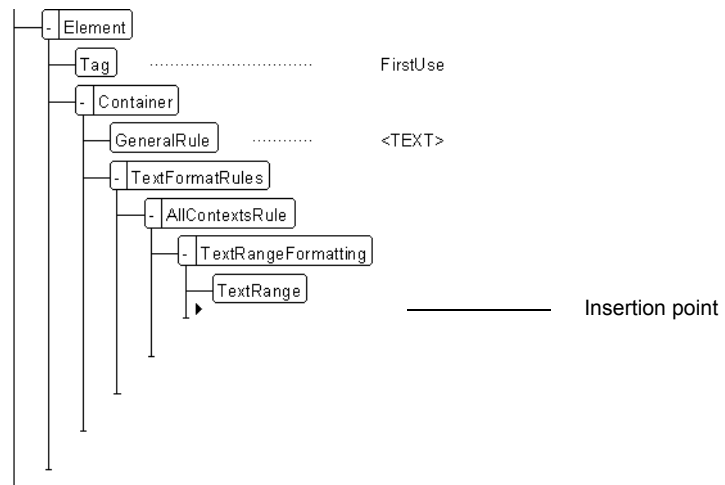 - Element
Tag ............................. FirstUse
- Container
GeneralRule ........... <TEXT>
- TextFormatRules
- AllContextsRule
- TextRangeFormatting
TextRange
Insertion point